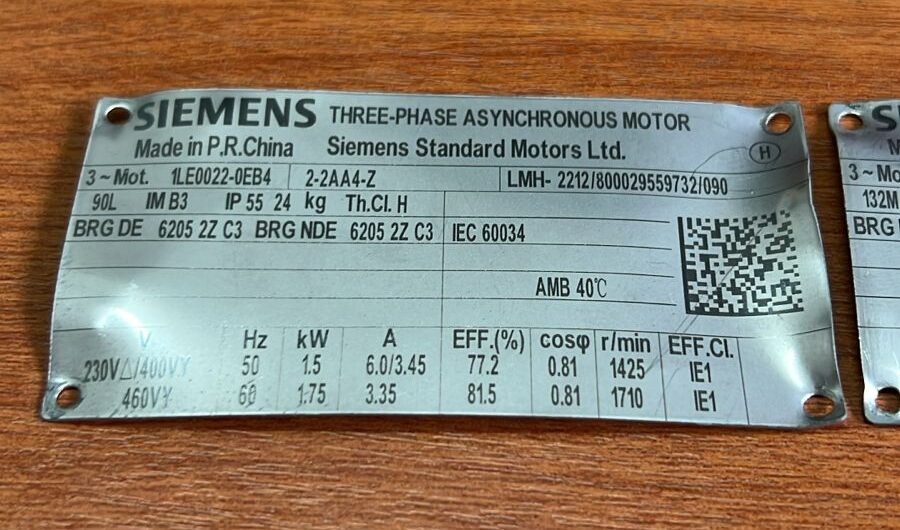 SIEMENS THREE-PHASE ASYNCHRONOUS MOTOR
Made in P.R.China Siemens Standard Motors Ltd. H
3~Mot. 1LE0022-0EB4 2-2AA4-Z LMH- 2212/800029559732/090
90L IM B3 IP 55 24 kg Th.Cl. H
BRG DE 6205 2Z C3 BRG NDE 6205 2Z C3 IEC 60034
AMB 40℃
V Hz kW A EFF.(%) cosφ r/min EFF.Cl.
230V△/400VY 50 1.5 6.0/3.45 77.2 0.81 1425 IE1
460VY 60 1.75 3.35 81.5 0.81 1710 IE1
S
M
3~Mo
132M
BRG